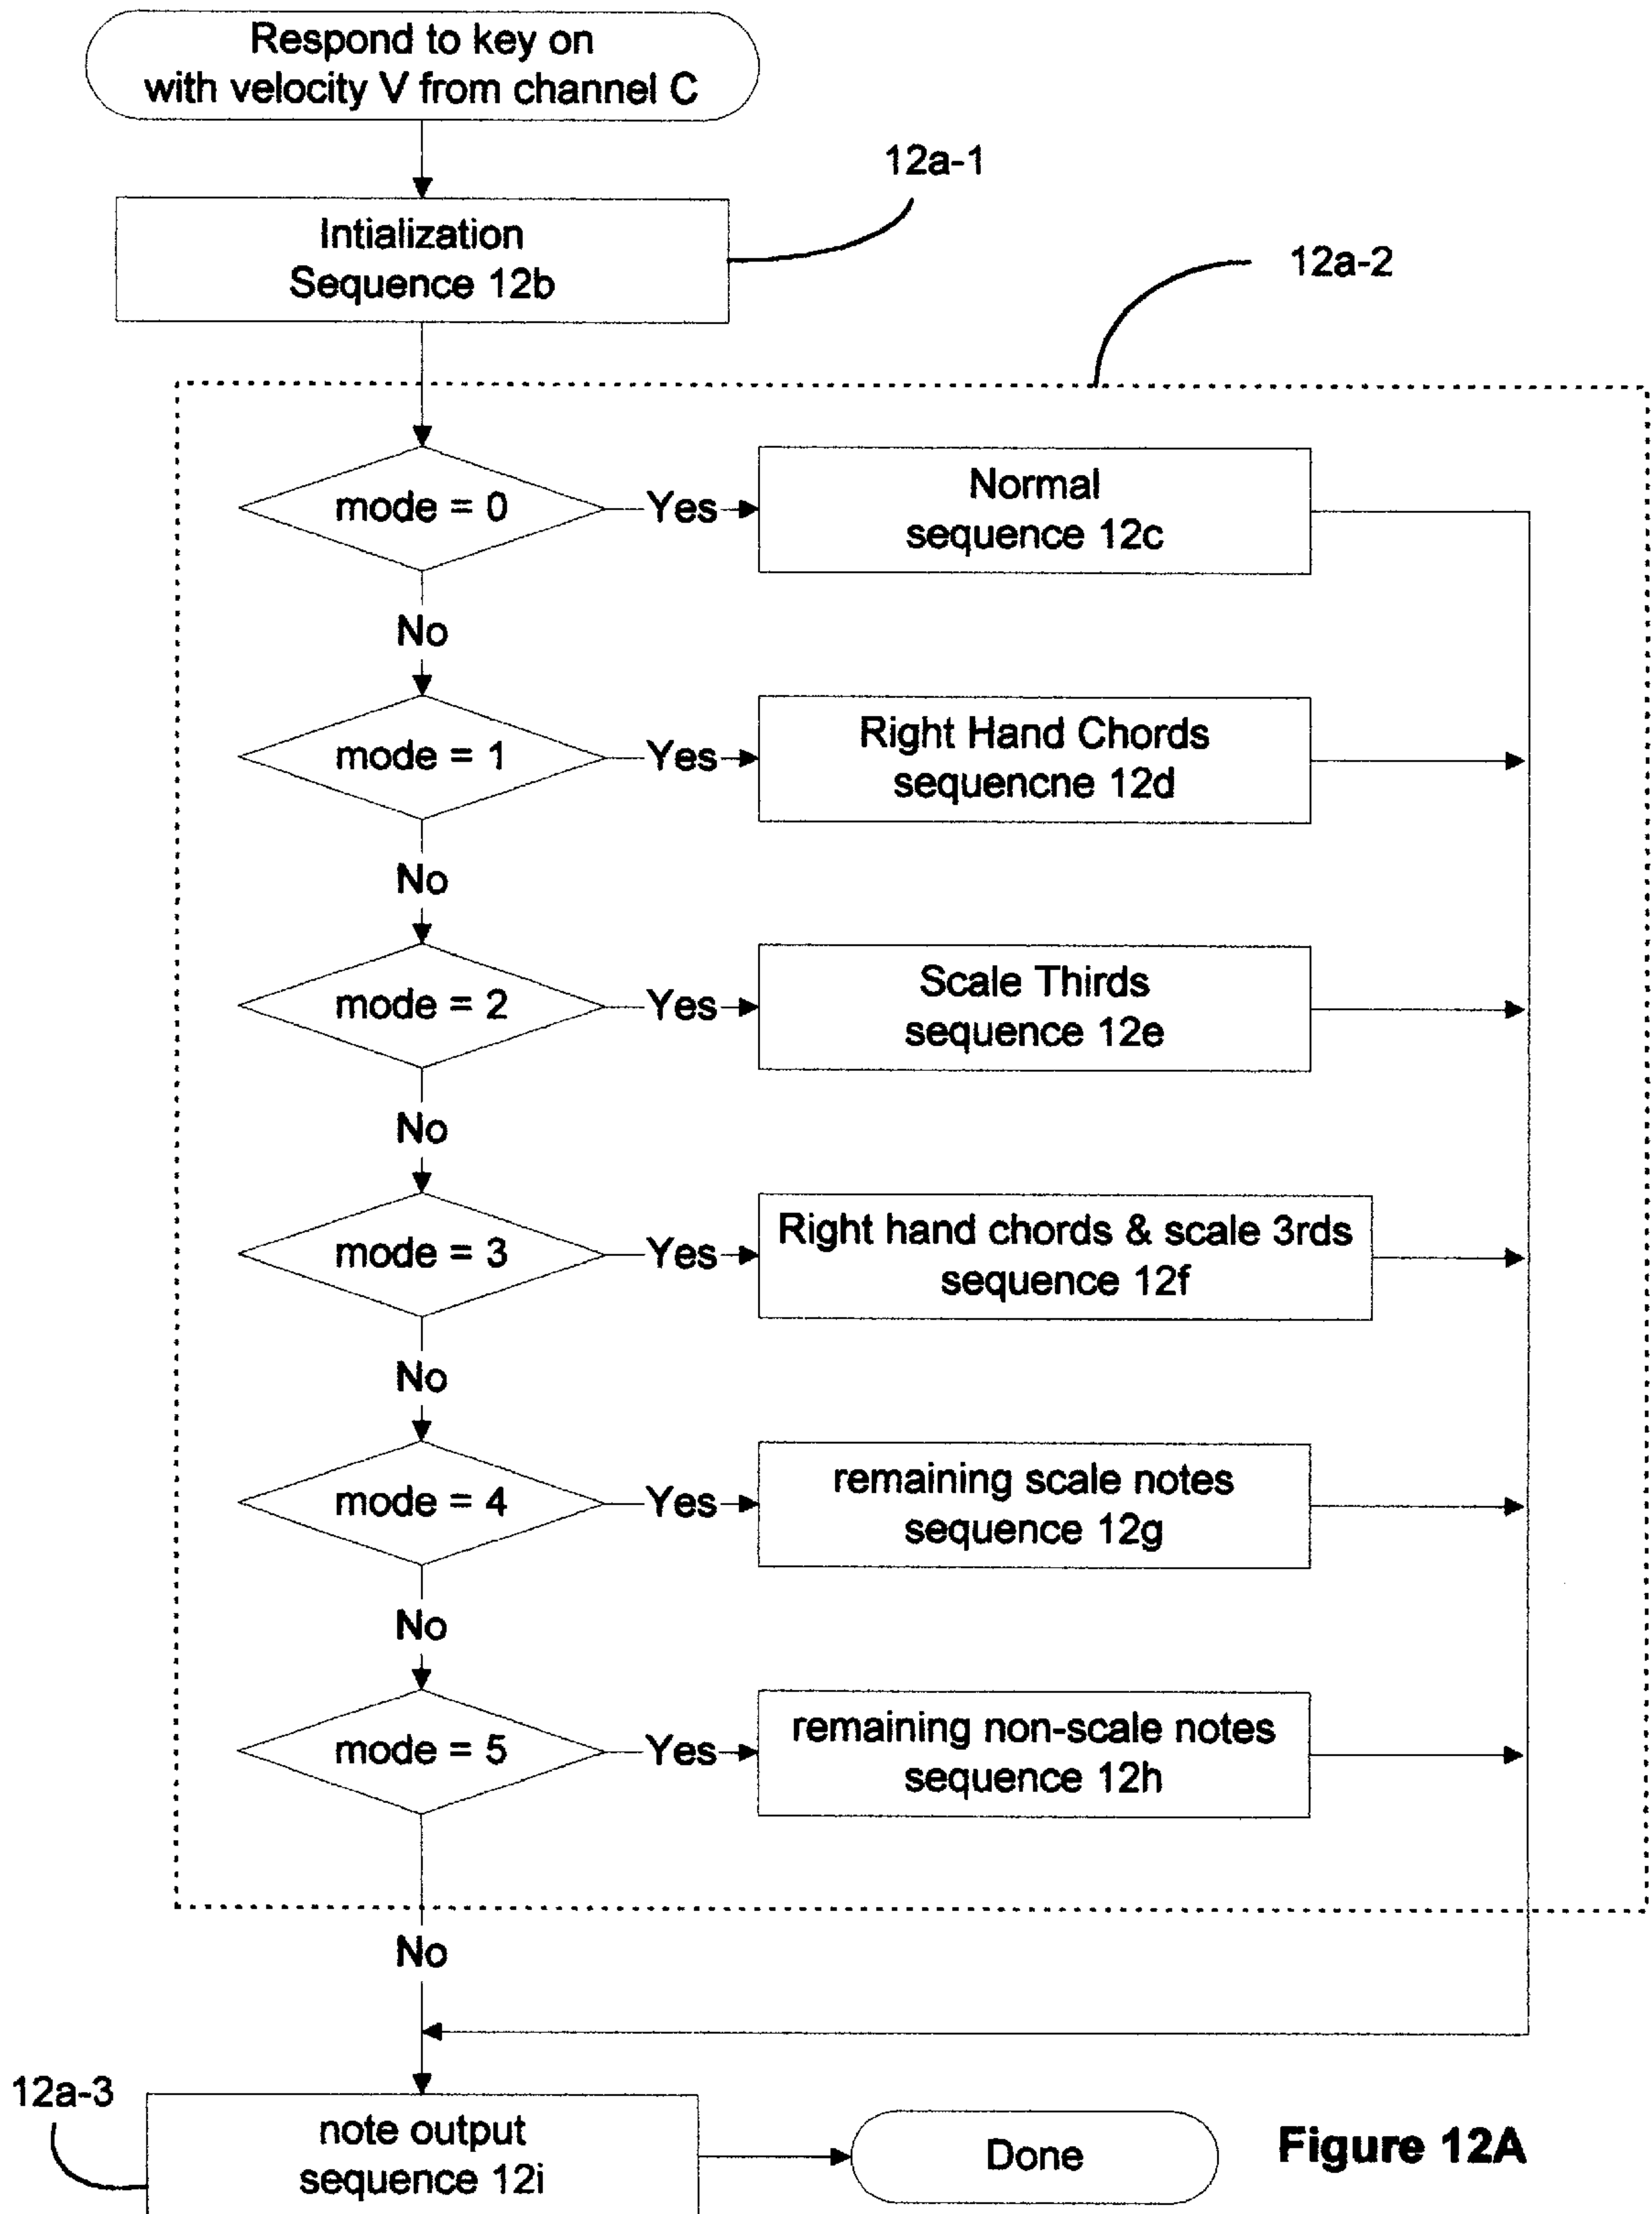 Respond to key on
with velocity V from channel C
12a-1
Intialization
Sequence 12b
12a-2
mode = 0
Yes
Normal
sequence 12c
No
mode = 1
Yes
Right Hand Chords
sequencne 12d
No
mode = 2
Yes
Scale Thirds
sequence 12e
No
mode = 3
Yes
Right hand chords & scale 3rds
sequence 12f
No
mode = 4
Yes
remaining scale notes
sequence 12g
No
mode = 5
Yes
remaining non-scale notes
sequence 12h
No
12a-3
note output
sequence 12i
Done
Figure 12A